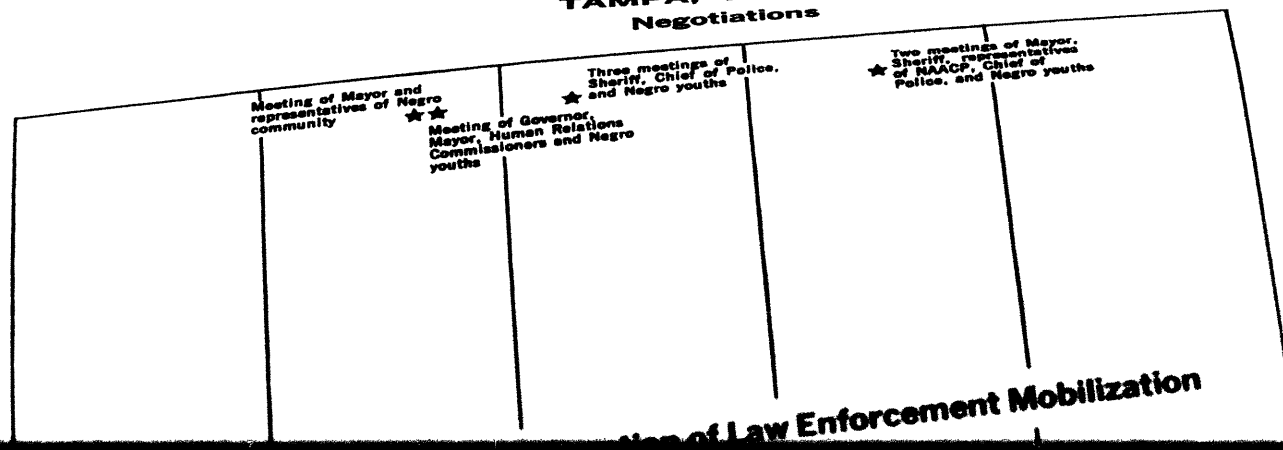 TAMPA,
Negotiations
Meeting of Mayor and
representatives of Negro
community
Meeting of Governor,
Mayor, Human Relations
Commissioners and Negro
youths
Three meetings of
Sheriff, Chief of Police,
and Negro youths
Two meetings of Mayor,
Sheriff, representatives
of NAACP, Chief of
Police, and Negro youths
of Law Enforcement Mobilization